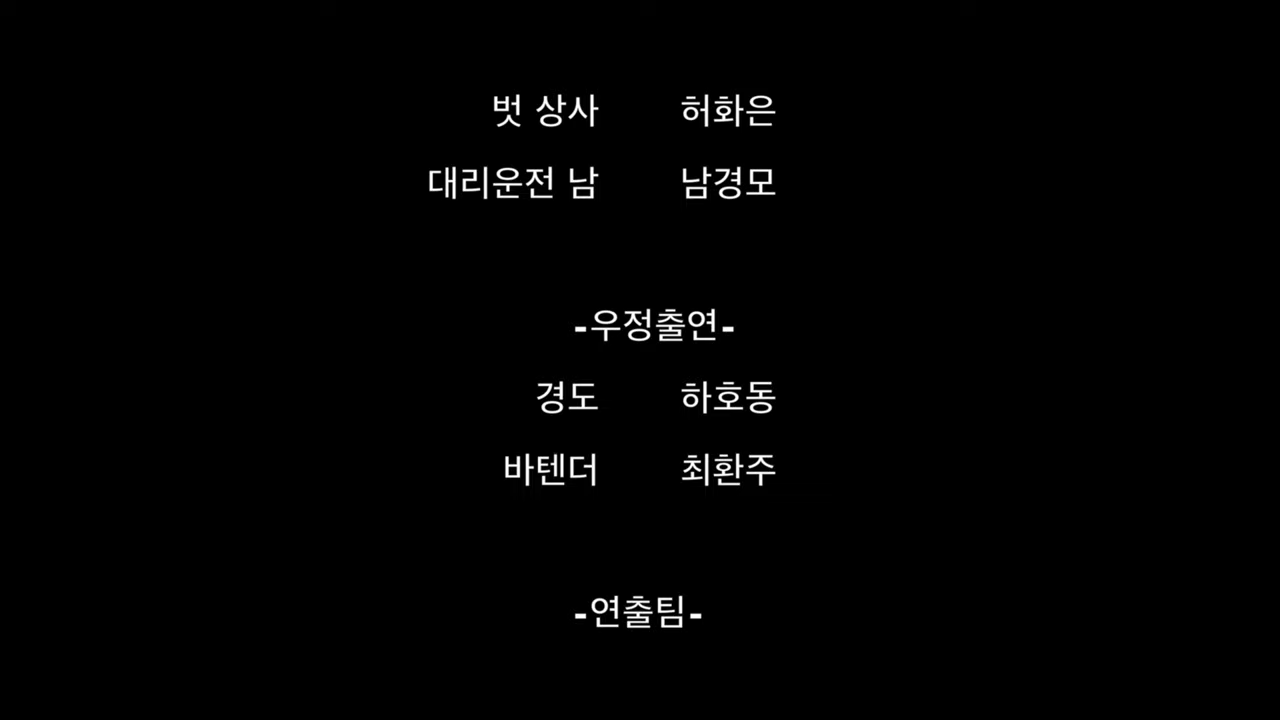 벗 상사 허화은
대리운전 남 남경모
-우정출연-
경도 하호동
바텐더 최환주
-연출팀-